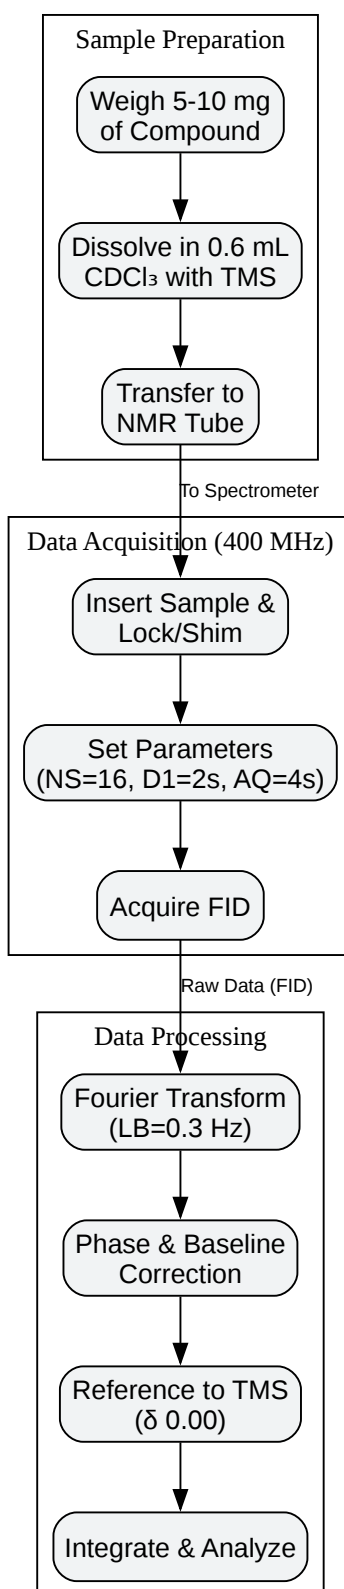 Sample Preparation
Weigh 5-10 mg
of Compound
Dissolve in 0.6 mL
CDCl₃ with TMS
Transfer to
NMR Tube
To Spectrometer
Data Acquisition (400 MHz)
Insert Sample &
Lock/Shim
Set Parameters
(NS=16, D1=2s, AQ=4s)
Acquire FID
Raw Data (FID)
Data Processing
Fourier Transform
(LB=0.3 Hz)
Phase & Baseline
Correction
Reference to TMS
(δ 0.00)
Integrate & Analyze